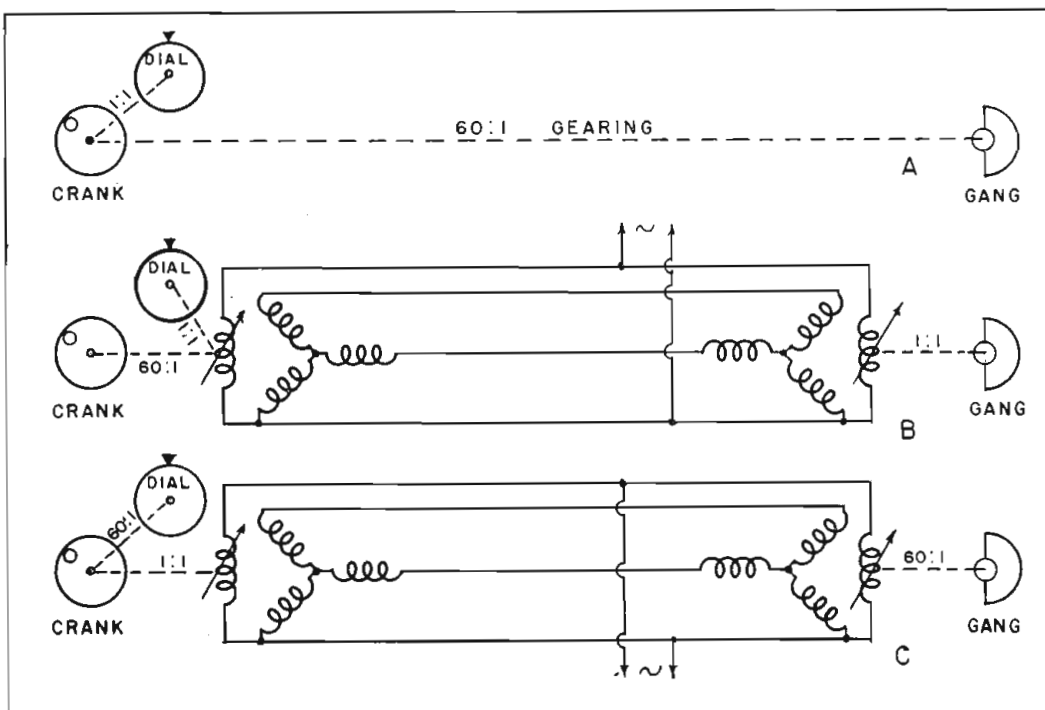 DIAL
1:1
60:1 GEARING
CRANK
A
GANG
~
DIAL
1:1
60:1
1:1
CRANK
B
GANG
DIAL
60:1
1:1
60:1
CRANK
C
GANG
~